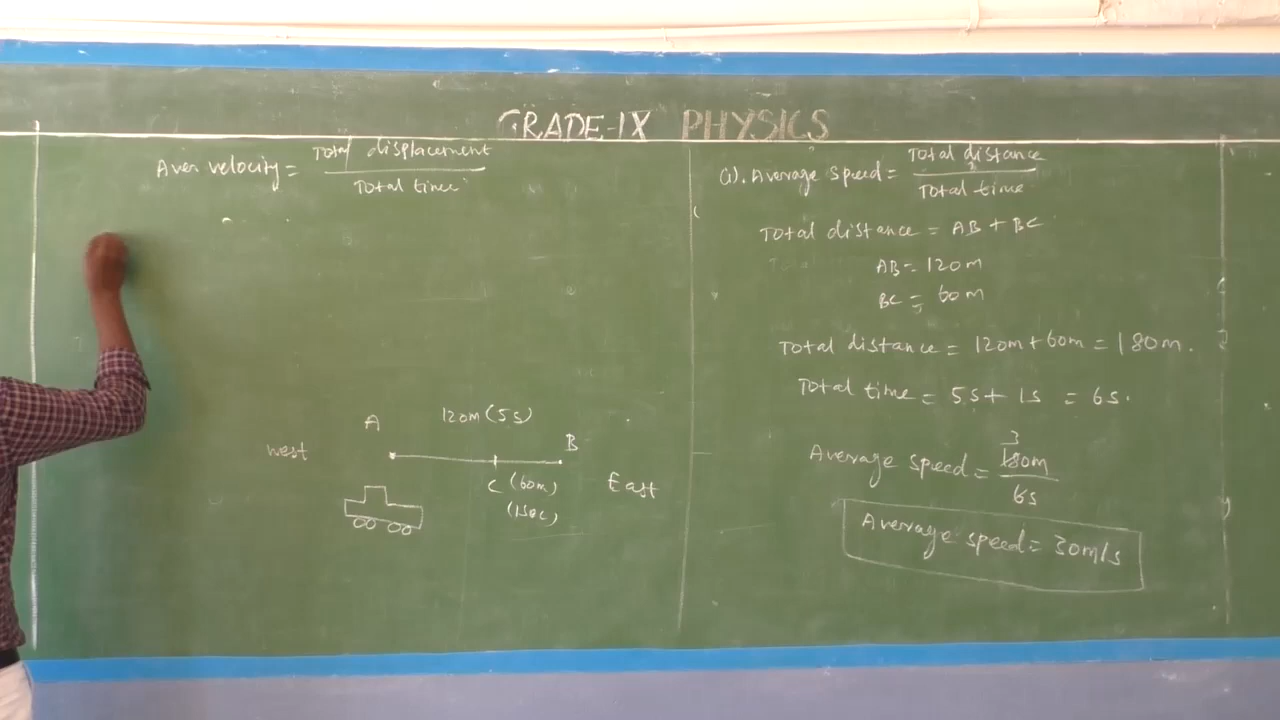 GRADE-IX PHYSICS
Aver velocity = Total displacement
Total time
A 120m (5s) B
west East
C (60m)
(1sec)
(1). Average speed = Total distance
Total time
Total distance = AB + BC
AB = 120m
BC = 60m
Total distance = 120m + 60m = 180m.
Total time = 5s + 1s = 6s.
3
Average speed = 180m
6s
Average speed = 30m/s